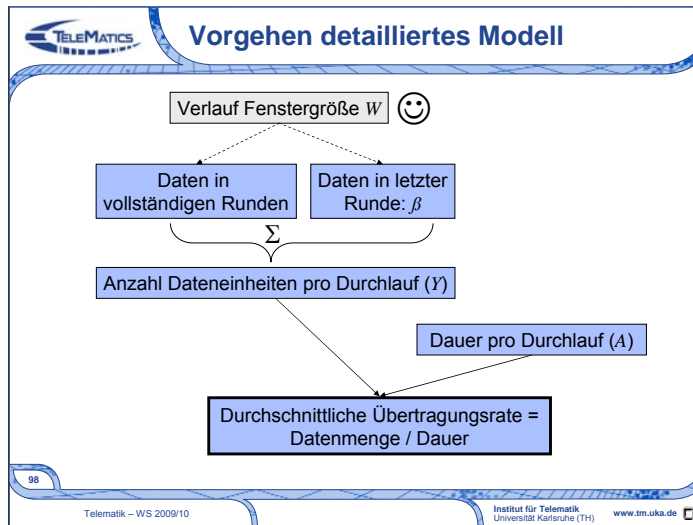 TELEMATICS
Vorgehen detailliertes Modell
Verlauf Fenstergröße W
Daten in
vollständigen Runden
Daten in letzter
Runde: β
Σ
Anzahl Dateneinheiten pro Durchlauf (Y)
Dauer pro Durchlauf (A)
Durchschnittliche Übertragungsrate =
Datenmenge / Dauer
98
Telematik – WS 2009/10
Institut für Telematik
Universität Karlsruhe (TH)
www.tm.uka.de